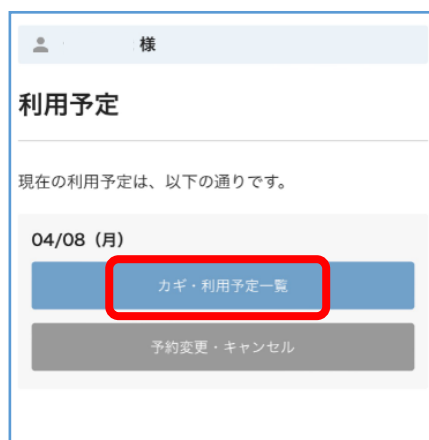 様
利用予定
現在の利用予定は、以下の通りです。
04/08（月）
カギ・利用予定一覧
予約変更・キャンセル